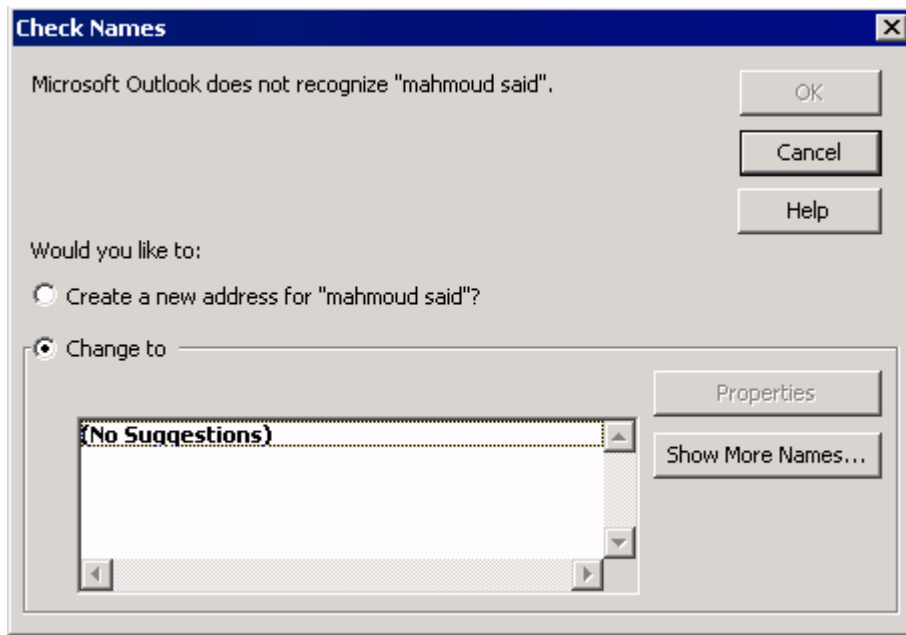 Check Names
Microsoft Outlook does not recognize "mahmoud said".
OK
Cancel
Help
Would you like to:
Create a new address for "mahmoud said"?
Change to
Properties
(No Suggestions)
Show More Names...